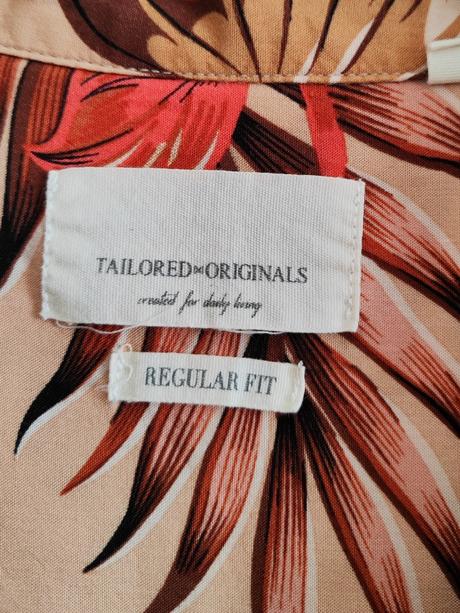 TAILORED ORIGINALS
created for daily living
REGULAR FIT